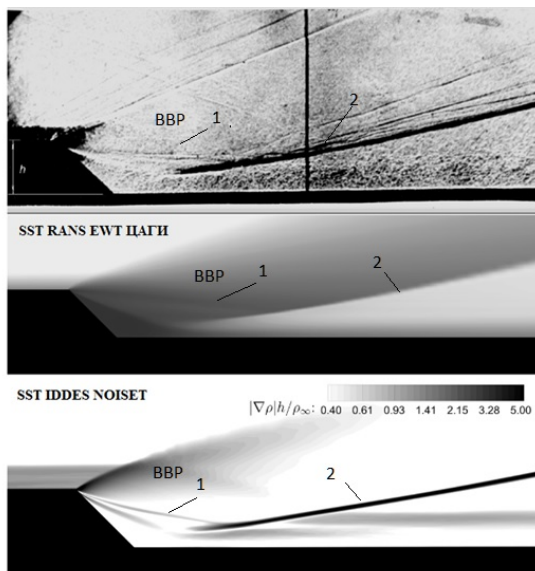 BBP
1
2
h
SST RANS EWT ЦАГИ
BBP
1
2
SST IDDES NOISET
|∇ρ|h/ρ∞: 0.40 0.61 0.93 1.41 2.15 3.28 5.00
BBP
1
2